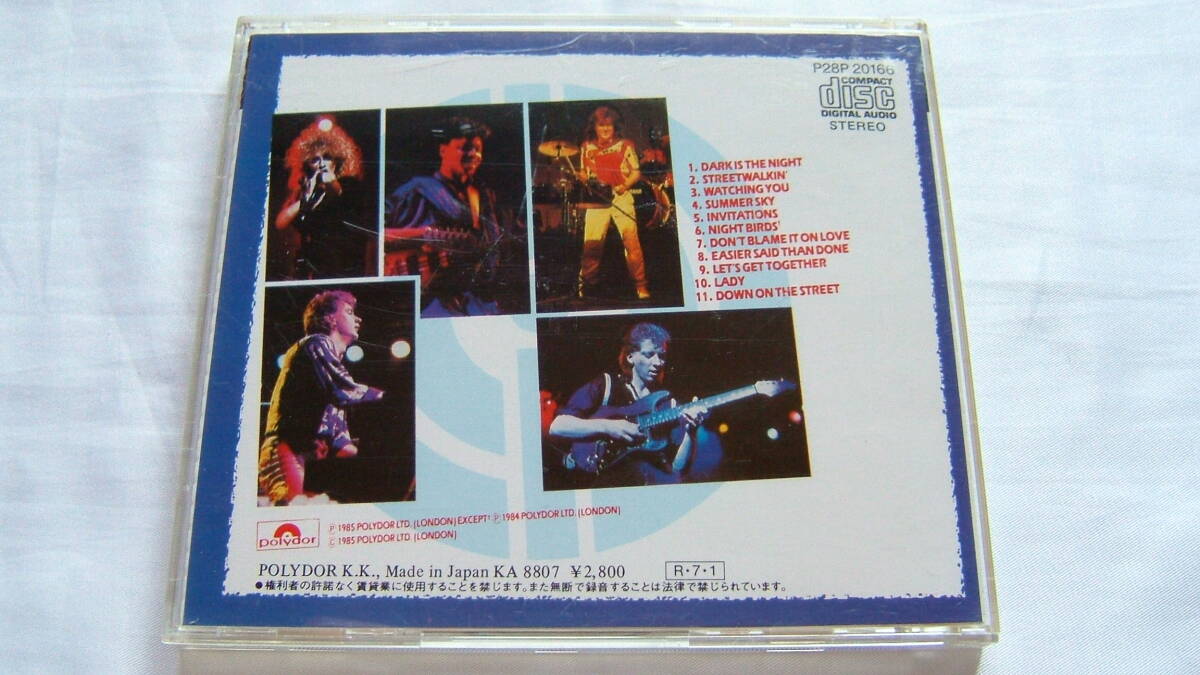 P28P 20166
COMPACT
disc
DIGITAL AUDIO
STEREO
1. DARK IS THE NIGHT
2. STREETWALKIN'
3. WATCHING YOU
4. SUMMER SKY
5. INVITATIONS
6. NIGHT BIRDS†
7. DON'T BLAME IT ON LOVE
8. EASIER SAID THAN DONE
9. LET'S GET TOGETHER
10. LADY
11. DOWN ON THE STREET
polydor
Ⓟ 1985 POLYDOR LTD. (LONDON) EXCEPT† Ⓟ 1984 POLYDOR LTD. (LONDON)
© 1985 POLYDOR LTD. (LONDON)
POLYDOR K.K., Made in Japan KA 8807 ¥2,800
R・7・1
●権利者の許諾なく賃貸業に使用することを禁じます。また無断で録音することは法律で禁じられています。